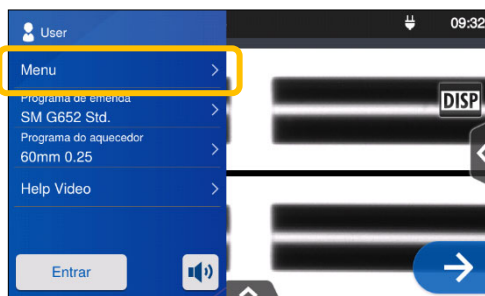 User
09:32
Menu
Programa de emenda
SM G652 Std.
DISP
Programa do aquecedor
60mm 0.25
Help Video
Entrar